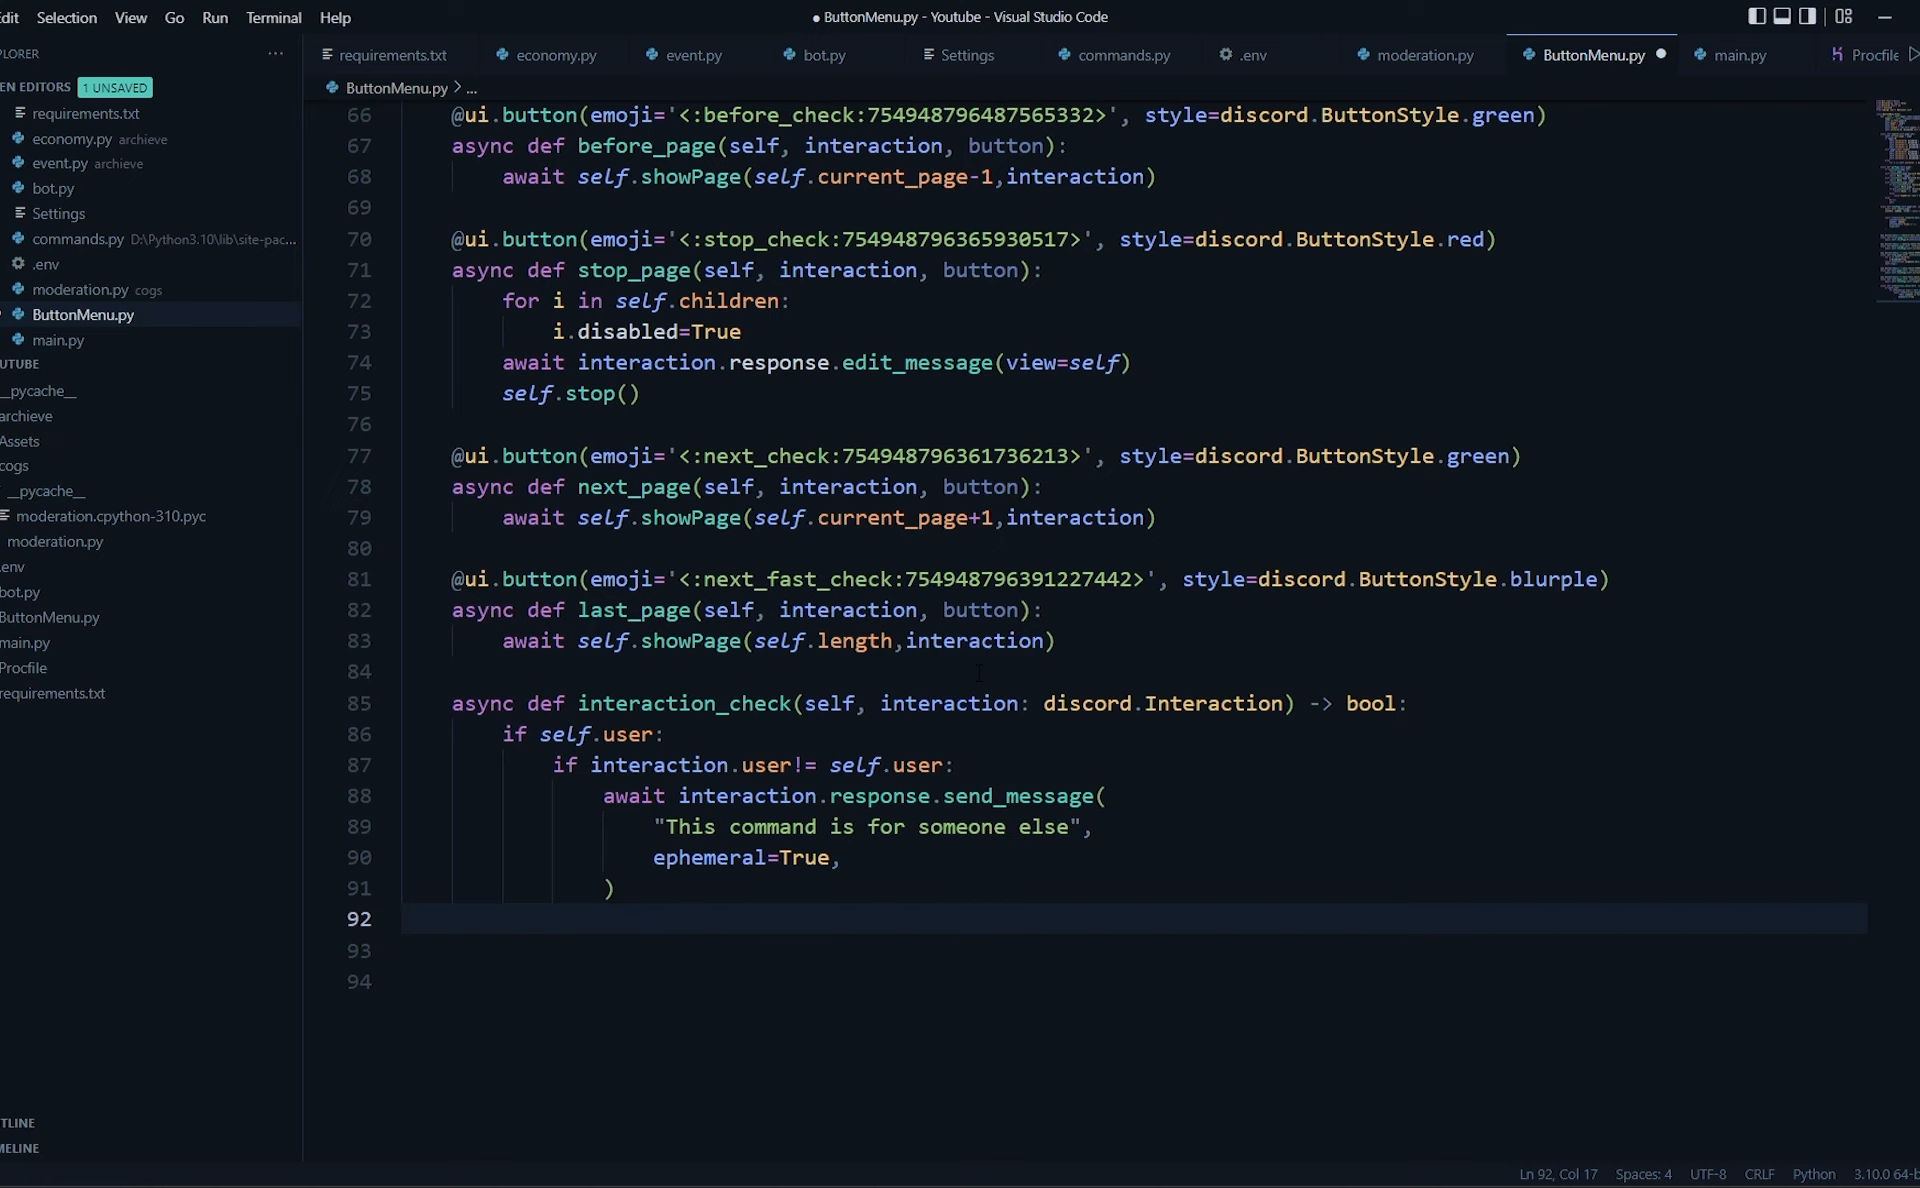 dit Selection View Go Run Terminal Help
● ButtonMenu.py - Youtube - Visual Studio Code
PLORER ...
requirements.txt economy.py event.py bot.py Settings commands.py .env moderation.py ButtonMenu.py main.py Procfile
ButtonMenu.py > ...
EN EDITORS 1 UNSAVED
requirements.txt
economy.py archieve
event.py archieve
bot.py
Settings
commands.py D:\Python3.10\lib\site-pac...
.env
moderation.py cogs
ButtonMenu.py
main.py
UTUBE
__pycache__
archieve
Assets
cogs
__pycache__
moderation.cpython-310.pyc
moderation.py
.env
bot.py
ButtonMenu.py
main.py
Procfile
requirements.txt
TLINE
MELINE
66 @ui.button(emoji='<:before_check:754948796487565332>', style=discord.ButtonStyle.green)
67 async def before_page(self, interaction, button):
68 await self.showPage(self.current_page-1,interaction)
69
70 @ui.button(emoji='<:stop_check:754948796365930517>', style=discord.ButtonStyle.red)
71 async def stop_page(self, interaction, button):
72 for i in self.children:
73 i.disabled=True
74 await interaction.response.edit_message(view=self)
75 self.stop()
76
77 @ui.button(emoji='<:next_check:754948796361736213>', style=discord.ButtonStyle.green)
78 async def next_page(self, interaction, button):
79 await self.showPage(self.current_page+1,interaction)
80
81 @ui.button(emoji='<:next_fast_check:754948796391227442>', style=discord.ButtonStyle.blurple)
82 async def last_page(self, interaction, button):
83 await self.showPage(self.length,interaction)
84
85 async def interaction_check(self, interaction: discord.Interaction) -> bool:
86 if self.user:
87 if interaction.user!= self.user:
88 await interaction.response.send_message(
89 "This command is for someone else",
90 ephemeral=True,
91 )
92
93
94
Ln 92, Col 17 Spaces: 4 UTF-8 CRLF Python 3.10.0 64-b